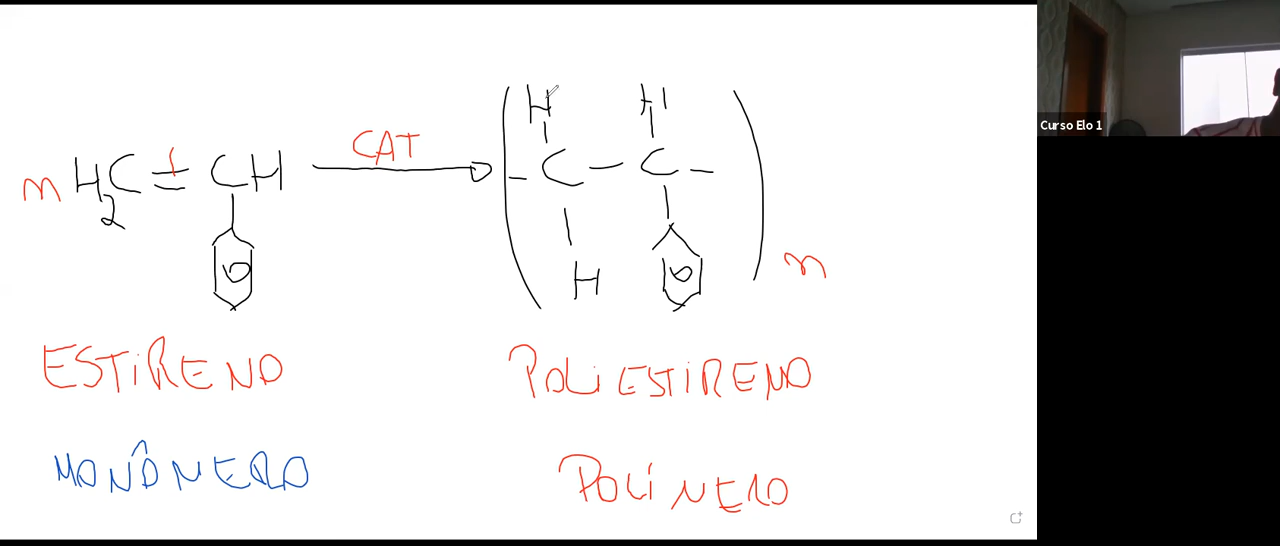 n H2C = CH CAT ( H H
- C - C -
H ) n
ESTIRENO POLIESTIRENO
MONÔMERO POLÍMERO
Curso Elo 1